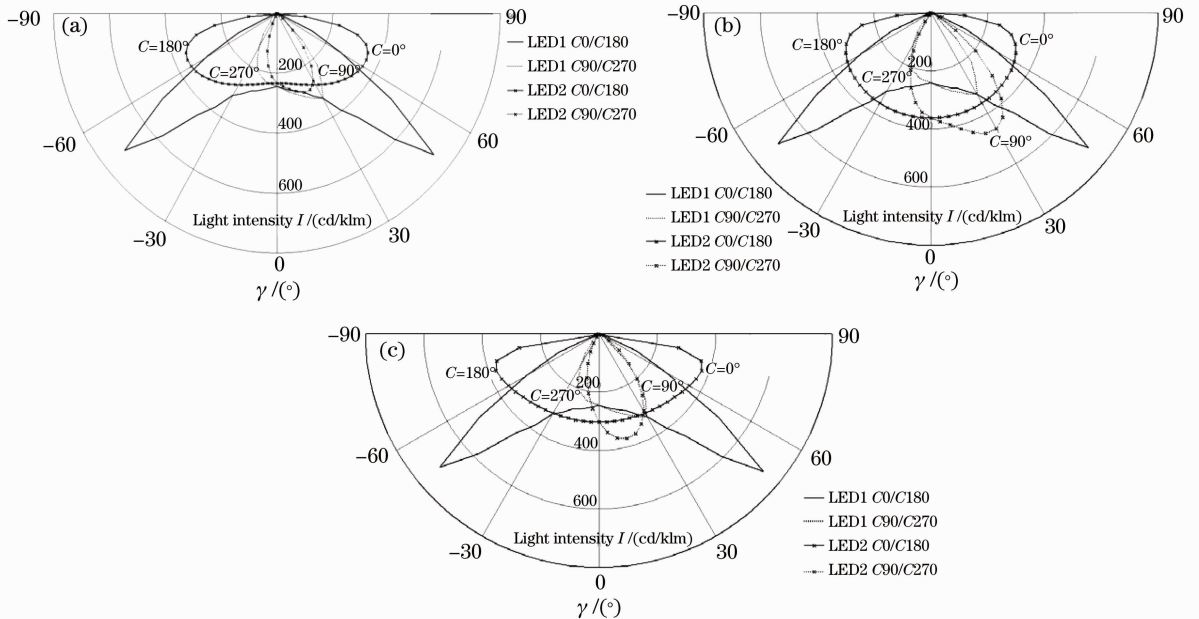 (a)
−90
90
C=180°
C=0°
C=270°
200
C=90°
400
−60
60
600
Light intensity I /(cd/klm)
−30
30
0
γ /(°)
LED1 C0/C180
LED1 C90/C270
LED2 C0/C180
LED2 C90/C270
(b)
−90
90
C=180°
C=0°
200
C=270°
400
C=90°
−60
60
600
Light intensity I /(cd/klm)
−30
30
0
γ /(°)
LED1 C0/C180
LED1 C90/C270
LED2 C0/C180
LED2 C90/C270
(c)
−90
90
C=180°
C=0°
200
C=90°
C=270°
400
−60
60
600
Light intensity I /(cd/klm)
−30
30
0
γ /(°)
LED1 C0/C180
LED1 C90/C270
LED2 C0/C180
LED2 C90/C270